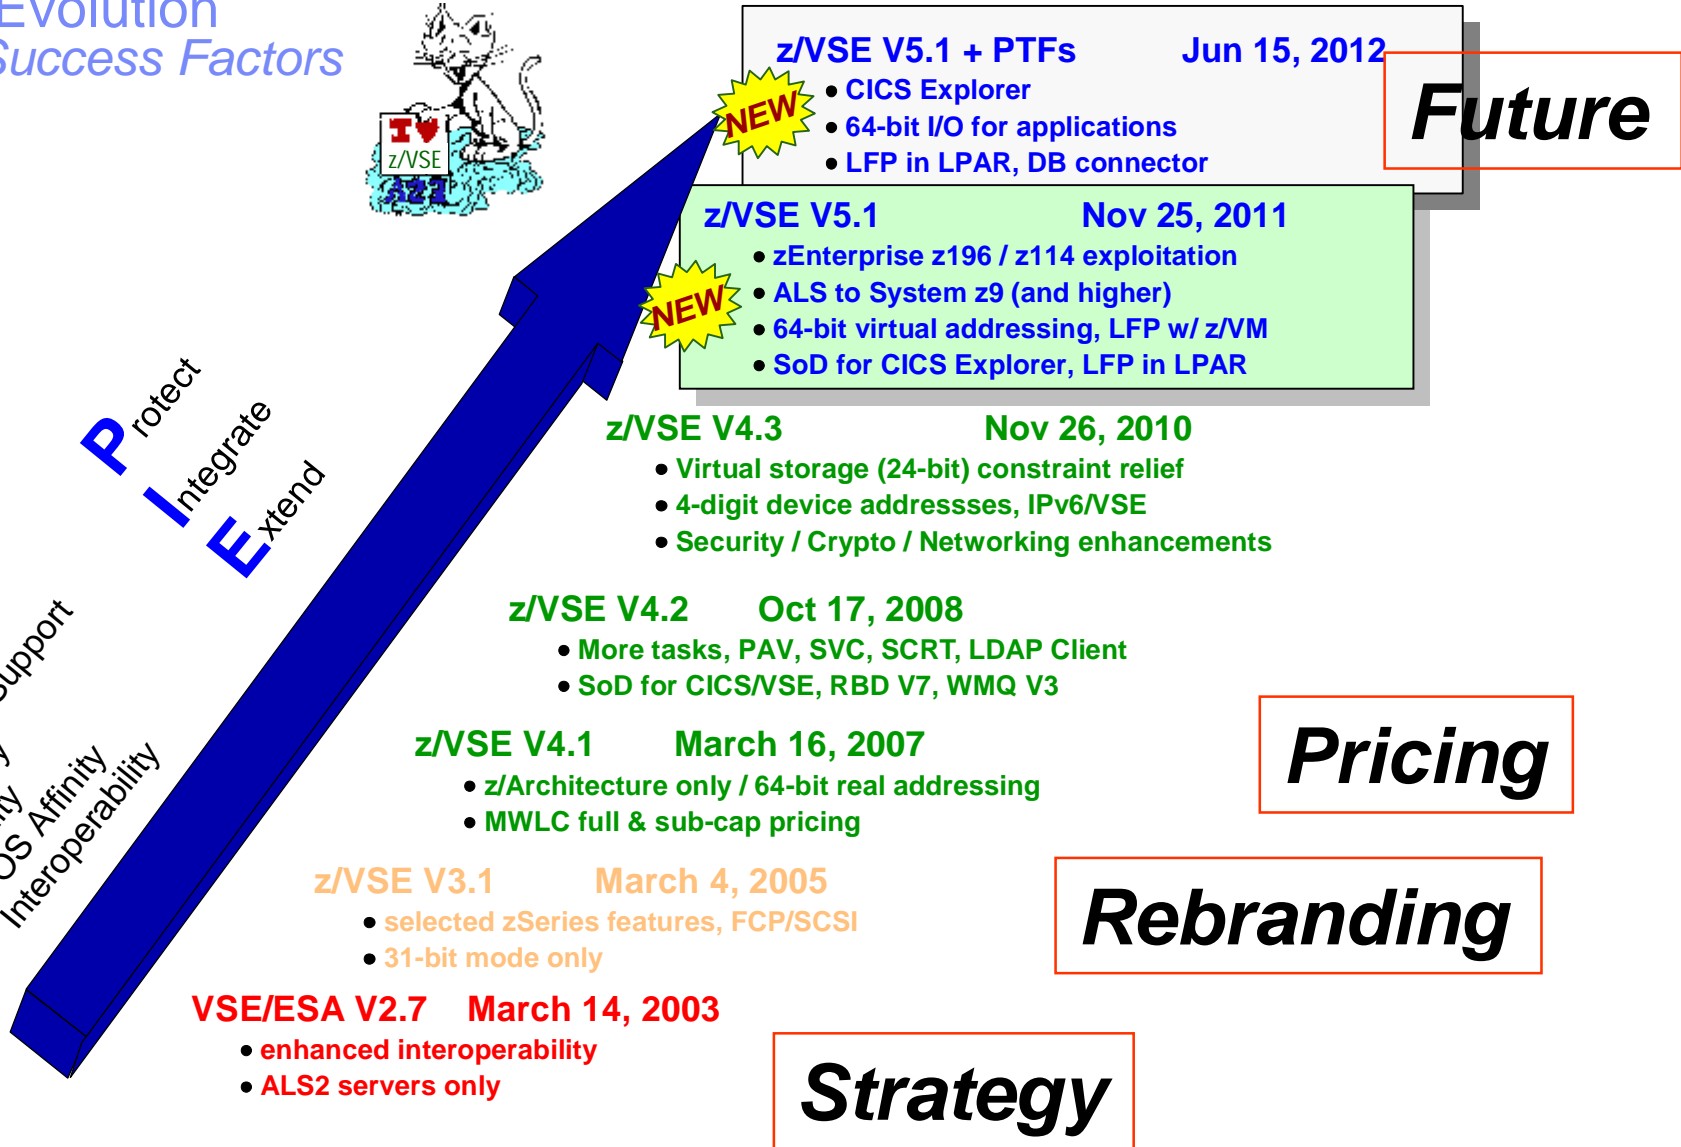 Evolution
Success Factors
I ♥
z/VSE
z/VSE V5.1 + PTFs Jun 15, 2012
• CICS Explorer
• 64-bit I/O for applications
• LFP in LPAR, DB connector
NEW
Future
z/VSE V5.1 Nov 25, 2011
• zEnterprise z196 / z114 exploitation
• ALS to System z9 (and higher)
• 64-bit virtual addressing, LFP w/ z/VM
• SoD for CICS Explorer, LFP in LPAR
NEW
Protect
Integrate
Extend
z/VSE V4.3 Nov 26, 2010
• Virtual storage (24-bit) constraint relief
• 4-digit device addressses, IPv6/VSE
• Security / Crypto / Networking enhancements
z/VSE V4.2 Oct 17, 2008
• More tasks, PAV, SVC, SCRT, LDAP Client
• SoD for CICS/VSE, RBD V7, WMQ V3
Support
OS Affinity
Interoperability
z/VSE V4.1 March 16, 2007
• z/Architecture only / 64-bit real addressing
• MWLC full & sub-cap pricing
Pricing
z/VSE V3.1 March 4, 2005
• selected zSeries features, FCP/SCSI
• 31-bit mode only
Rebranding
VSE/ESA V2.7 March 14, 2003
• enhanced interoperability
• ALS2 servers only
Strategy